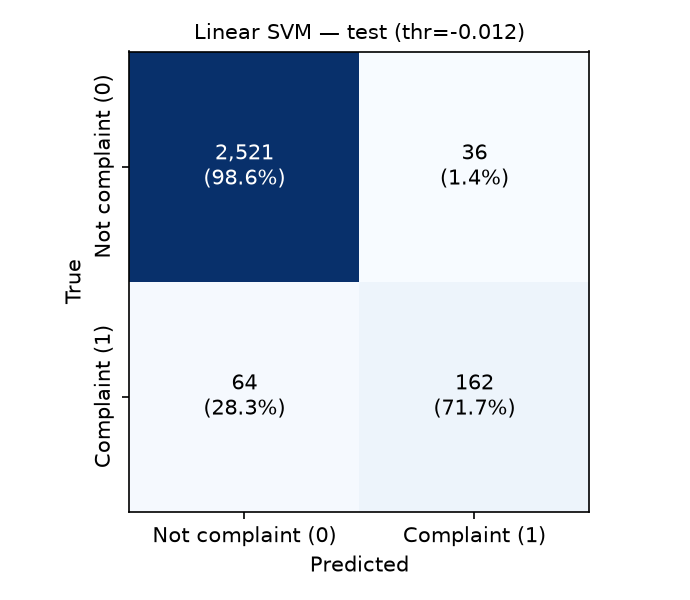 Linear SVM — test (thr=-0.012)
True
Not complaint (0)
2,521
(98.6%)
36
(1.4%)
Complaint (1)
64
(28.3%)
162
(71.7%)
Not complaint (0)
Complaint (1)
Predicted